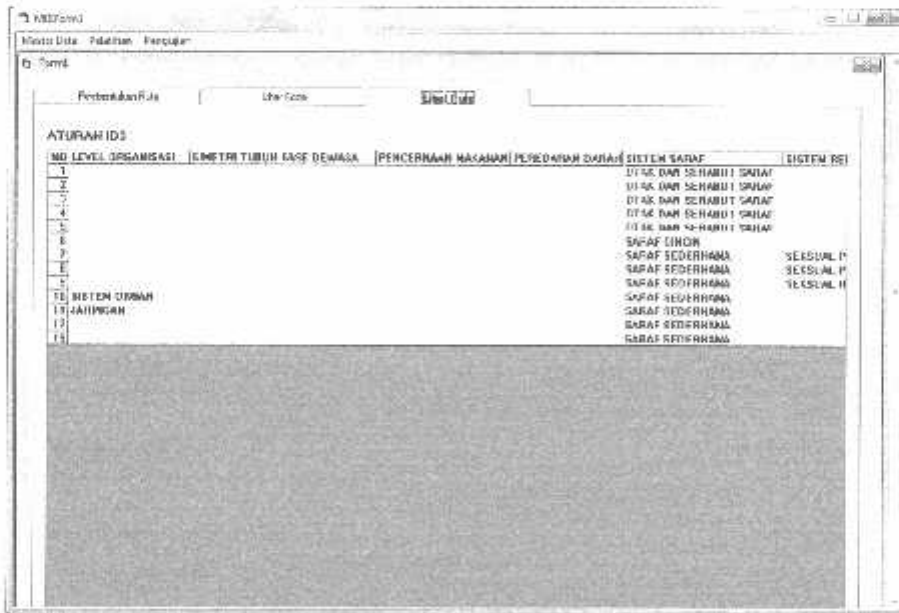 MDIForm1
Master Data Pelatihan Pengujian
Form1
Pembentukan Rule Lihat Rule
ATURAN ID3
NO LEVEL ORGANISASI SIMETRI TUBUH FASE DEWASA PENCERNAAN MAKANAN PEREDARAN DARAH SISTEM SARAF SISTEM RE
1 OTAK DAN SERABUT SARAF
2 OTAK DAN SERABUT SARAF
3 OTAK DAN SERABUT SARAF
4 OTAK DAN SERABUT SARAF
5 OTAK DAN SERABUT SARAF
6 SARAF CINCIN
7 SARAF SEDERHANA SEKSUAL
8 SARAF SEDERHANA SEKSUAL
9 SARAF SEDERHANA SEKSUAL
10 SISTEM ORGAN SARAF SEDERHANA
11 JARINGAN SARAF SEDERHANA
12 SARAF SEDERHANA
13 SARAF SEDERHANA